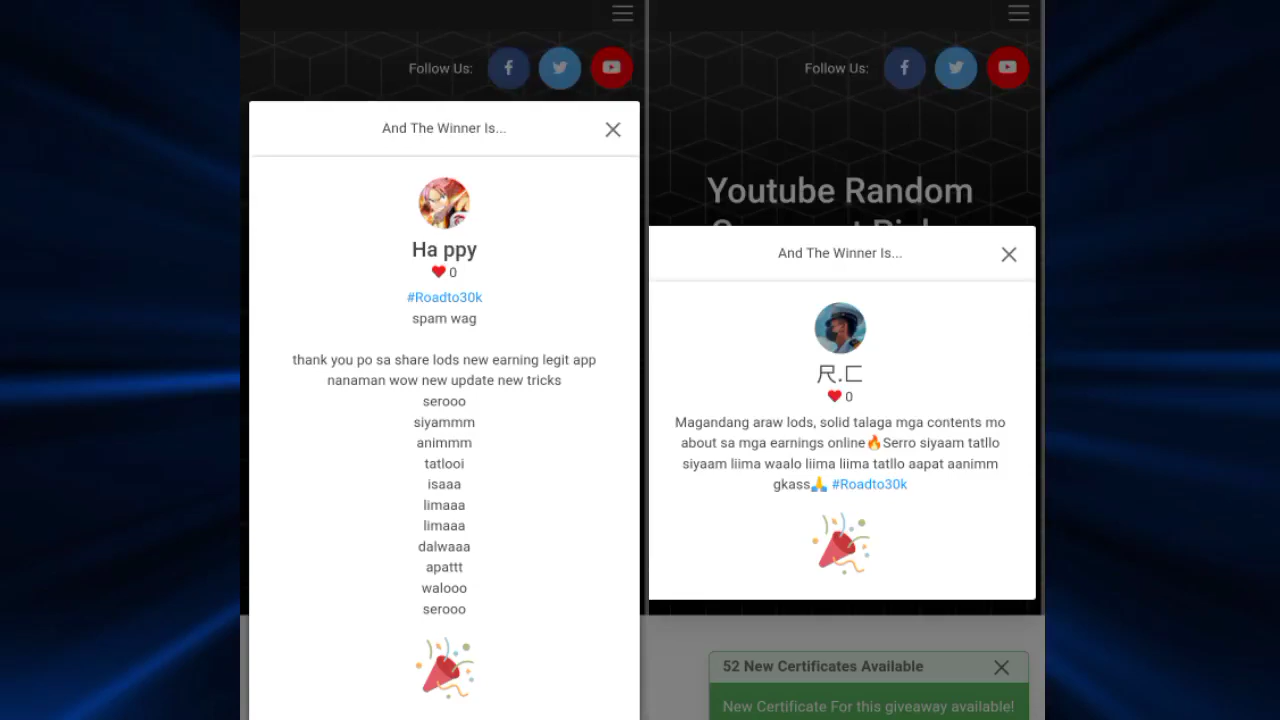 Follow Us:
And The Winner Is...
Ha ppy
0
#Roadto30k
spam wag
thank you po sa share lods new earning legit app
nanaman wow new update new tricks
serooo
siyammm
animmm
tatlooi
isaaa
limaaa
limaaa
dalwaaa
apattt
walooo
serooo
Follow Us:
Youtube Random
And The Winner Is...
尺.匚
0
Magandang araw lods, solid talaga mga contents mo
about sa mga earnings online🔥Serro siyaam tatllo
siyaam liima waalo liima liima tatllo aapat aanimm
gkass🙏 #Roadto30k
52 New Certificates Available
New Certificate For this giveaway available!